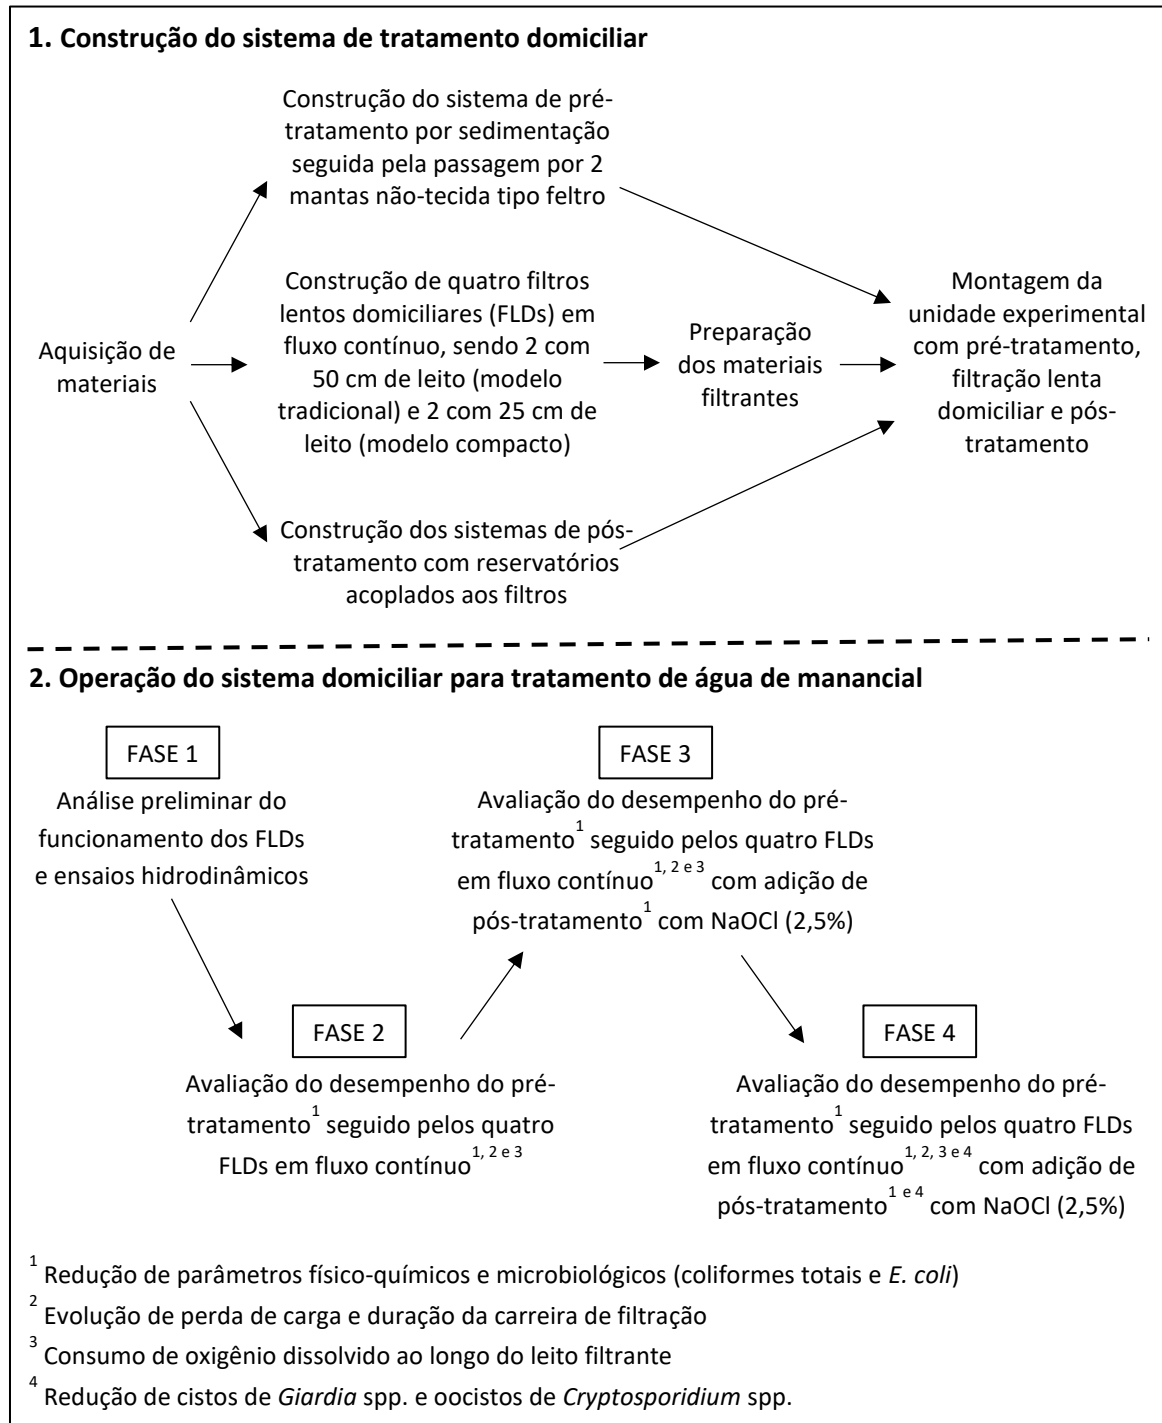 1. Construção do sistema de tratamento domiciliar
Construção do sistema de pré-
tratamento por sedimentação
seguida pela passagem por 2
mantas não-tecida tipo feltro
Aquisição de
materiais
Construção de quatro filtros
lentos domiciliares (FLDs) em
fluxo contínuo, sendo 2 com
50 cm de leito (modelo
tradicional) e 2 com 25 cm de
leito (modelo compacto)
Preparação
dos materiais
filtrantes
Montagem da
unidade experimental
com pré-tratamento,
filtração lenta
domiciliar e pós-
tratamento
Construção dos sistemas de pós-
tratamento com reservatórios
acoplados aos filtros
2. Operação do sistema domiciliar para tratamento de água de manancial
FASE 1
Análise preliminar do
funcionamento dos FLDs
e ensaios hidrodinâmicos
FASE 2
Avaliação do desempenho do pré-
tratamento1 seguido pelos quatro
FLDs em fluxo contínuo1, 2 e 3
FASE 3
Avaliação do desempenho do pré-
tratamento1 seguido pelos quatro FLDs
em fluxo contínuo1, 2 e 3 com adição de
pós-tratamento1 com NaOCl (2,5%)
FASE 4
Avaliação do desempenho do pré-
tratamento1 seguido pelos quatro FLDs
em fluxo contínuo1, 2, 3 e 4 com adição de
pós-tratamento1 e 4 com NaOCl (2,5%)
1 Redução de parâmetros físico-químicos e microbiológicos (coliformes totais e E. coli)
2 Evolução de perda de carga e duração da carreira de filtração
3 Consumo de oxigênio dissolvido ao longo do leito filtrante
4 Redução de cistos de Giardia spp. e oocistos de Cryptosporidium spp.